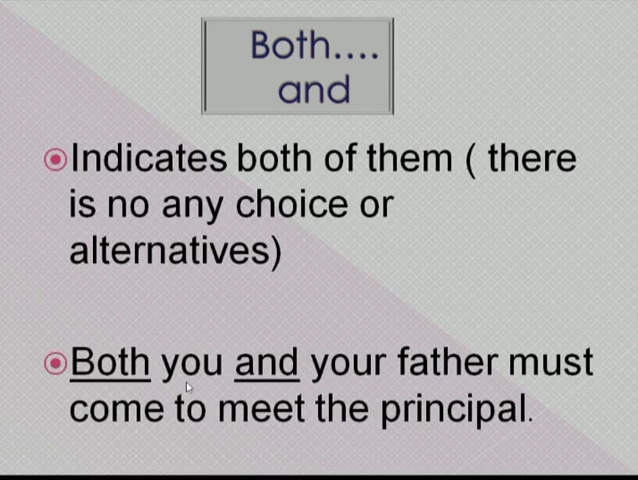 Both....
and
Indicates both of them ( there
is no any choice or
alternatives)
Both you and your father must
come to meet the principal.